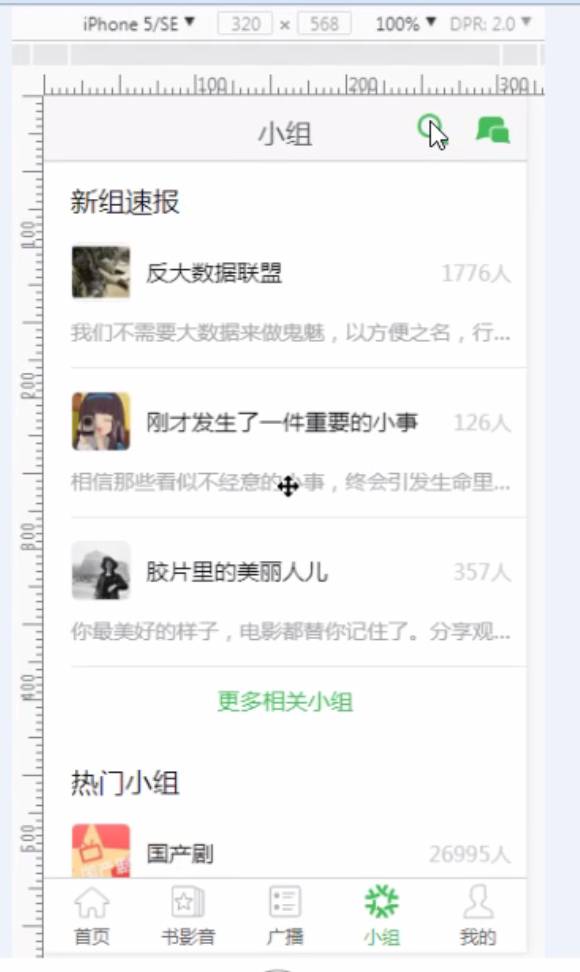 iPhone 5/SE ▼ 320 × 568 100% ▼ DPR: 2.0 ▼
100 200 300
小组
新组速报
100
反大数据联盟 1776人
我们不需要大数据来做鬼魅，以方便之名，行...
200
刚才发生了一件重要的小事 126人
相信那些看似不经意的小事，终会引发生命里...
300
胶片里的美丽人儿 357人
你最美好的样子，电影都替你记住了。分享观...
400
更多相关小组
热门小组
500
国产剧 26995人
首页 书影音 广播 小组 我的